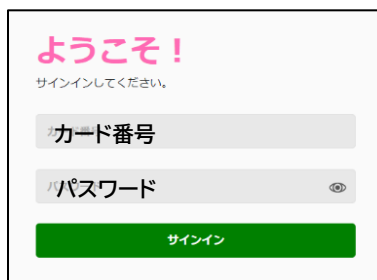 ようこそ！
サインインしてください。
カード番号
パスワード
サインイン